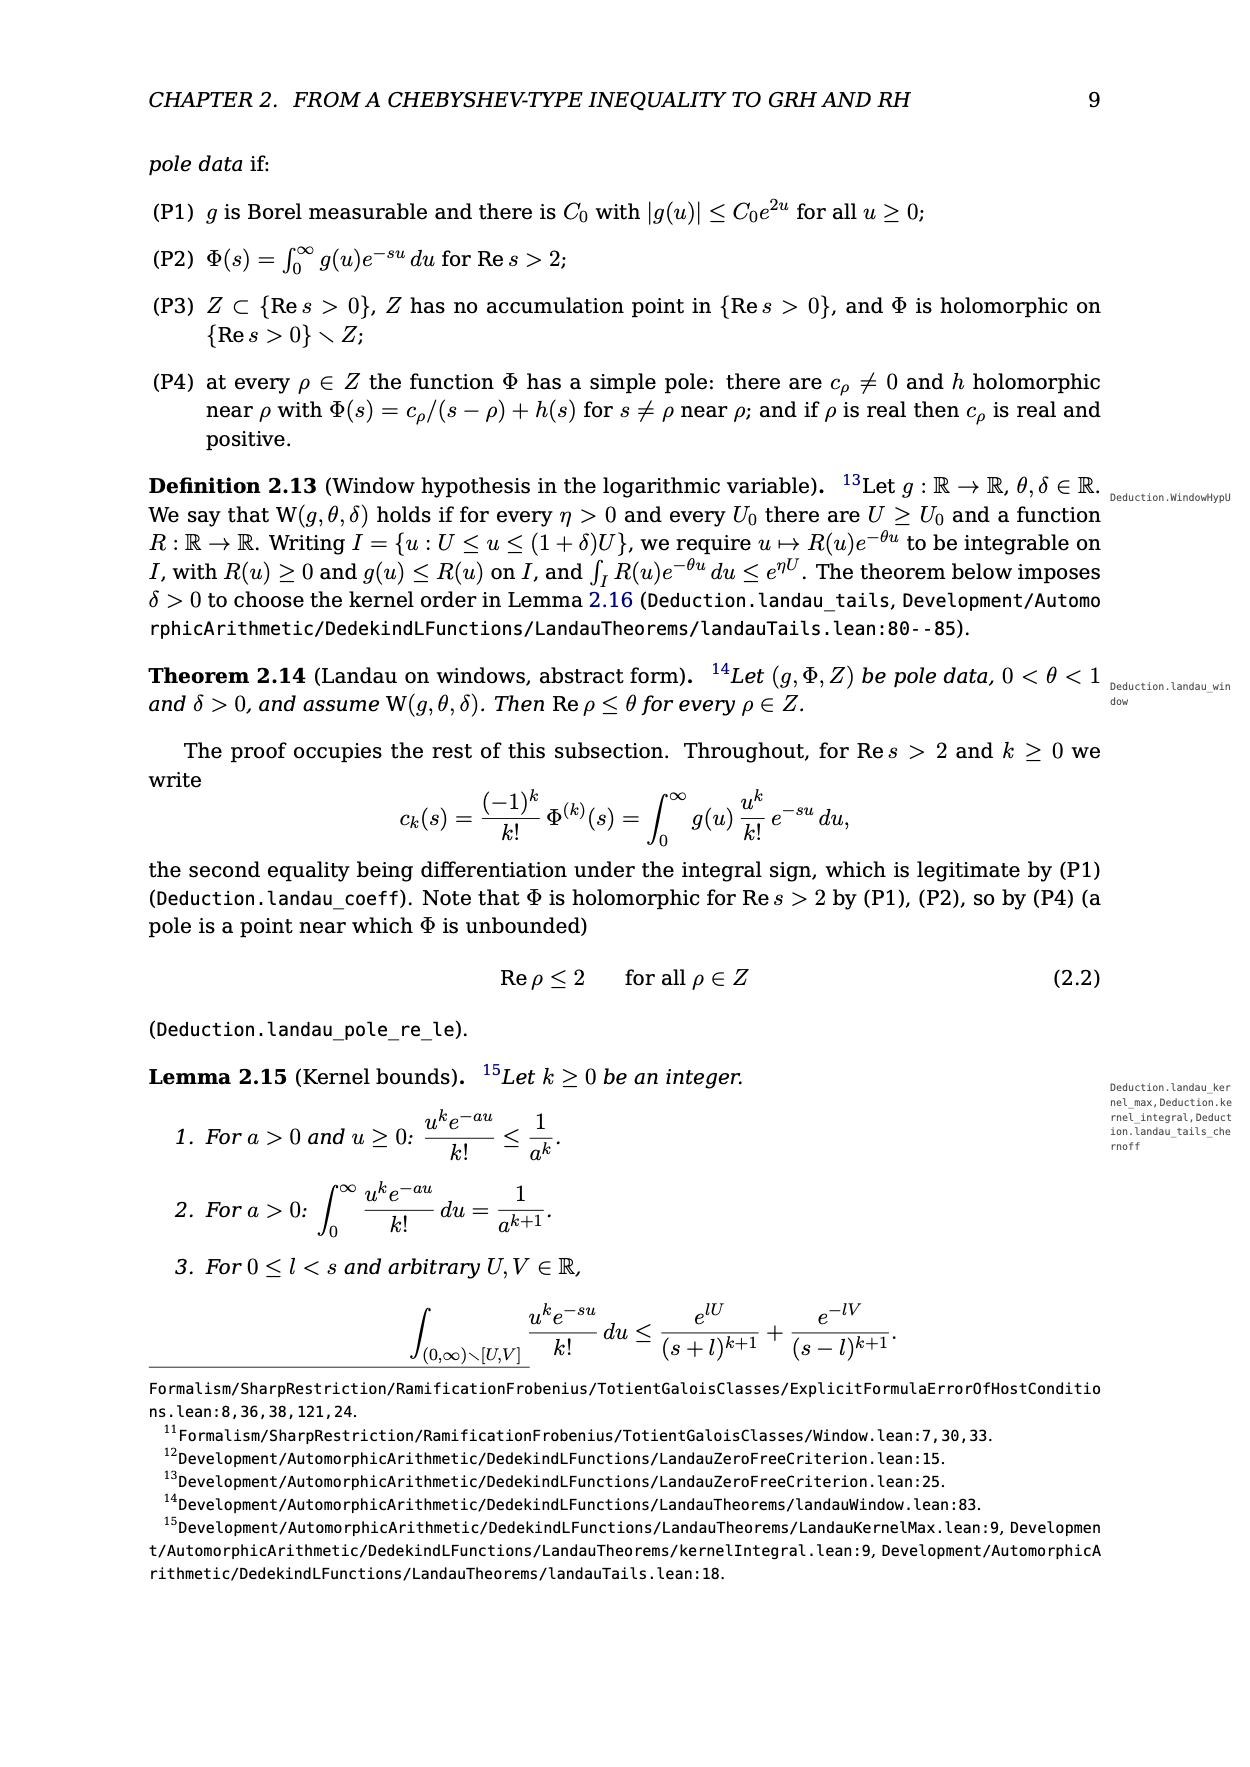 CHAPTER 2. FROM A CHEBYSHEV-TYPE INEQUALITY TO GRH AND RH 9
pole data if:
(P1) g is Borel measurable and there is C₀ with |g(u)| ≤ C₀e²ᵘ for all u ≥ 0;
(P2) Φ(s) = ∫₀^∞ g(u)e^{−su} du for Re s > 2;
(P3) Z ⊂ {Re s > 0}, Z has no accumulation point in {Re s > 0}, and Φ is holomorphic on
{Re s > 0} ∖ Z;
(P4) at every ρ ∈ Z the function Φ has a simple pole: there are c_ρ ≠ 0 and h holomorphic
near ρ with Φ(s) = c_ρ/(s − ρ) + h(s) for s ≠ ρ near ρ; and if ρ is real then c_ρ is real and
positive.
Definition 2.13 (Window hypothesis in the logarithmic variable). ¹³Let g : ℝ → ℝ, θ, δ ∈ ℝ.
Deduction.WindowHypU
We say that W(g, θ, δ) holds if for every η > 0 and every U₀ there are U ≥ U₀ and a function
R : ℝ → ℝ. Writing I = {u : U ≤ u ≤ (1 + δ)U}, we require u ↦ R(u)e^{−θu} to be integrable on
I, with R(u) ≥ 0 and g(u) ≤ R(u) on I, and ∫_I R(u)e^{−θu} du ≤ e^{ηU}. The theorem below imposes
δ > 0 to choose the kernel order in Lemma 2.16 (Deduction.landau_tails, Development/Automo
rphicArithmetic/DedekindLFunctions/LandauTheorems/landauTails.lean:80--85).
Theorem 2.14 (Landau on windows, abstract form). ¹⁴Let (g, Φ, Z) be pole data, 0 < θ < 1
Deduction.landau_win
dow
and δ > 0, and assume W(g, θ, δ). Then Re ρ ≤ θ for every ρ ∈ Z.
The proof occupies the rest of this subsection. Throughout, for Re s > 2 and k ≥ 0 we
write
c_k(s) = \frac{(−1)^k}{k!} Φ^{(k)}(s) = ∫₀^∞ g(u) \frac{u^k}{k!} e^{−su} du,
the second equality being differentiation under the integral sign, which is legitimate by (P1)
(Deduction.landau_coeff). Note that Φ is holomorphic for Re s > 2 by (P1), (P2), so by (P4) (a
pole is a point near which Φ is unbounded)
Re ρ ≤ 2 for all ρ ∈ Z (2.2)
(Deduction.landau_pole_re_le).
Lemma 2.15 (Kernel bounds). ¹⁵Let k ≥ 0 be an integer.
Deduction.landau_ker
nel_max,Deduction.ke
rnel_integral,Deduct
ion.landau_tails_che
rnoff
1. For a > 0 and u ≥ 0: \frac{u^k e^{−au}}{k!} ≤ \frac{1}{a^k}.
2. For a > 0: ∫₀^∞ \frac{u^k e^{−au}}{k!} du = \frac{1}{a^{k+1}}.
3. For 0 ≤ l < s and arbitrary U, V ∈ ℝ,
∫_{(0,∞)∖[U,V]} \frac{u^k e^{−su}}{k!} du ≤ \frac{e^{lU}}{(s + l)^{k+1}} + \frac{e^{−lV}}{(s − l)^{k+1}}.
Formalism/SharpRestriction/RamificationFrobenius/TotientGaloisClasses/ExplicitFormulaErrorOfHostConditio
ns.lean:8,36,38,121,24.
¹¹Formalism/SharpRestriction/RamificationFrobenius/TotientGaloisClasses/Window.lean:7,30,33.
¹²Development/AutomorphicArithmetic/DedekindLFunctions/LandauZeroFreeCriterion.lean:15.
¹³Development/AutomorphicArithmetic/DedekindLFunctions/LandauZeroFreeCriterion.lean:25.
¹⁴Development/AutomorphicArithmetic/DedekindLFunctions/LandauTheorems/landauWindow.lean:83.
¹⁵Development/AutomorphicArithmetic/DedekindLFunctions/LandauTheorems/LandauKernelMax.lean:9, Developmen
t/AutomorphicArithmetic/DedekindLFunctions/LandauTheorems/kernelIntegral.lean:9, Development/AutomorphicA
rithmetic/DedekindLFunctions/LandauTheorems/landauTails.lean:18.